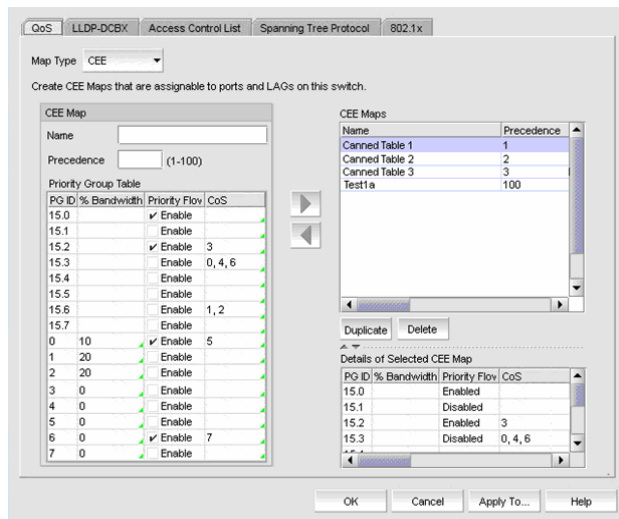 QoS LLDP-DCBX Access Control List Spanning Tree Protocol 802.1x
Map Type CEE
Create CEE Maps that are assignable to ports and LAGs on this switch.
CEE Map
Name
Precedence (1-100)
Priority Group Table
PG ID % Bandwidth Priority Flov CoS
15.0 Enable
15.1 Enable
15.2 Enable 3
15.3 Enable 0, 4, 6
15.4 Enable
15.5 Enable
15.6 Enable 1, 2
15.7 Enable
0 10 Enable 5
1 20 Enable
2 20 Enable
3 0 Enable
4 0 Enable
5 0 Enable
6 0 Enable 7
7 0 Enable
CEE Maps
Name Precedence
Canned Table 1 1
Canned Table 2 2
Canned Table 3 3
Test1a 100
Duplicate Delete
Details of Selected CEE Map
PG ID % Bandwidth Priority Flov CoS
15.0 Enabled
15.1 Disabled
15.2 Enabled 3
15.3 Disabled 0, 4, 6
OK Cancel Apply To... Help